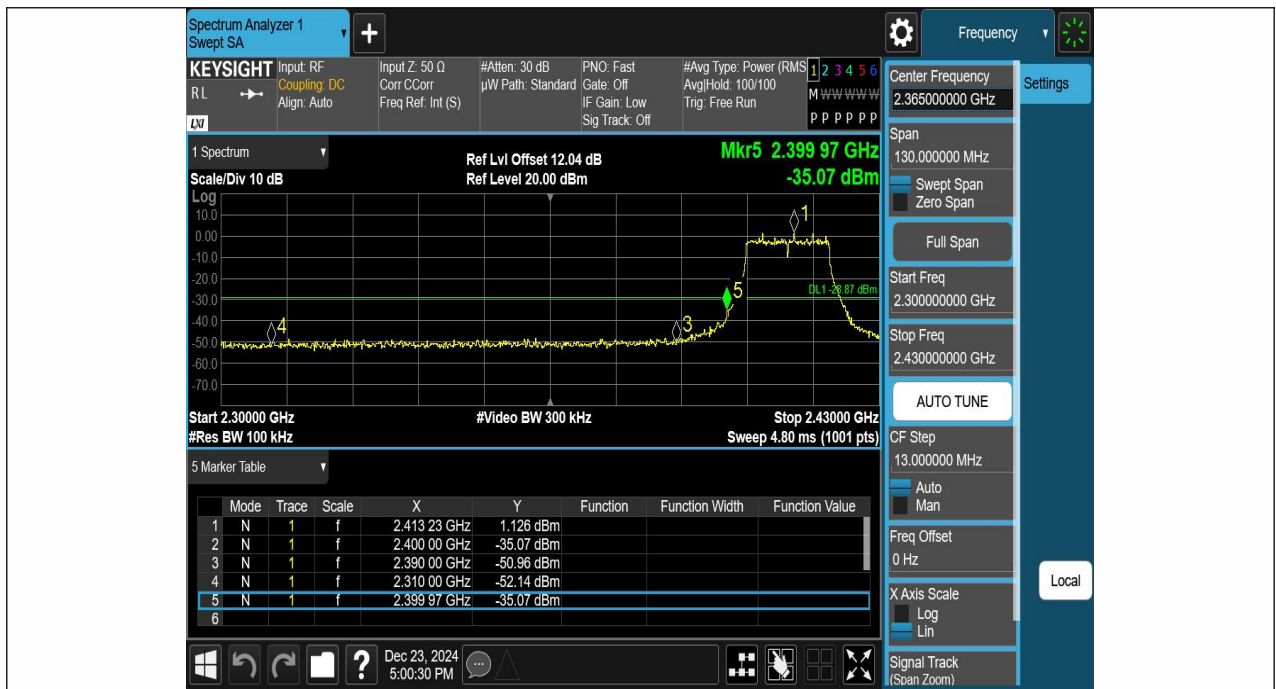 Spectrum Analyzer 1
Swept SA
+
Frequency
KEYSIGHT
R L
LXI
Input: RF
Coupling: DC
Align: Auto
Input Z: 50 Ω
Corr CCorr
Freq Ref: Int (S)
#Atten: 30 dB
µW Path: Standard
PNO: Fast
Gate: Off
IF Gain: Low
Sig Track: Off
#Avg Type: Power (RMS
Avg|Hold: 100/100
Trig: Free Run
1 2 3 4 5 6
M W W W W W
P P P P P P
1 Spectrum
Scale/Div 10 dB
Ref Lvl Offset 12.04 dB
Ref Level 20.00 dBm
Mkr5 2.399 97 GHz
-35.07 dBm
Log
10.0
0.00
-10.0
-20.0
-30.0
-40.0
-50.0
-60.0
-70.0
1
5
DL1 -28.87 dBm
4
3
Start 2.30000 GHz
#Video BW 300 kHz
Stop 2.43000 GHz
#Res BW 100 kHz
Sweep 4.80 ms (1001 pts)
5 Marker Table
Mode Trace Scale X Y Function Function Width Function Value
1 N 1 f 2.413 23 GHz 1.126 dBm
2 N 1 f 2.400 00 GHz -35.07 dBm
3 N 1 f 2.390 00 GHz -50.96 dBm
4 N 1 f 2.310 00 GHz -52.14 dBm
5 N 1 f 2.399 97 GHz -35.07 dBm
6
Center Frequency
2.365000000 GHz
Settings
Span
130.000000 MHz
Swept Span
Zero Span
Full Span
Start Freq
2.300000000 GHz
Stop Freq
2.430000000 GHz
AUTO TUNE
CF Step
13.000000 MHz
Auto
Man
Freq Offset
0 Hz
Local
X Axis Scale
Log
Lin
Signal Track
(Span Zoom)
?
Dec 23, 2024
5:00:30 PM